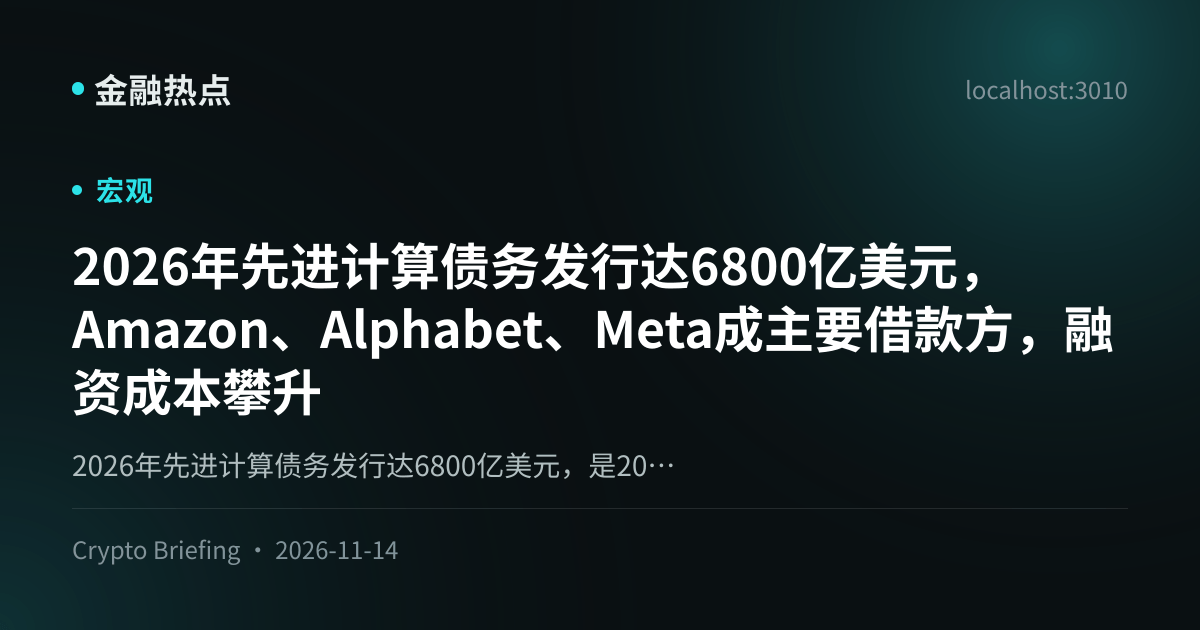 金融热点
localhost:3010
宏观
2026年先进计算债务发行达6800亿美元，
Amazon、Alphabet、Meta成主要借款方，融
资成本攀升
2026年先进计算债务发行达6800亿美元，是20…
Crypto Briefing · 2026-11-14